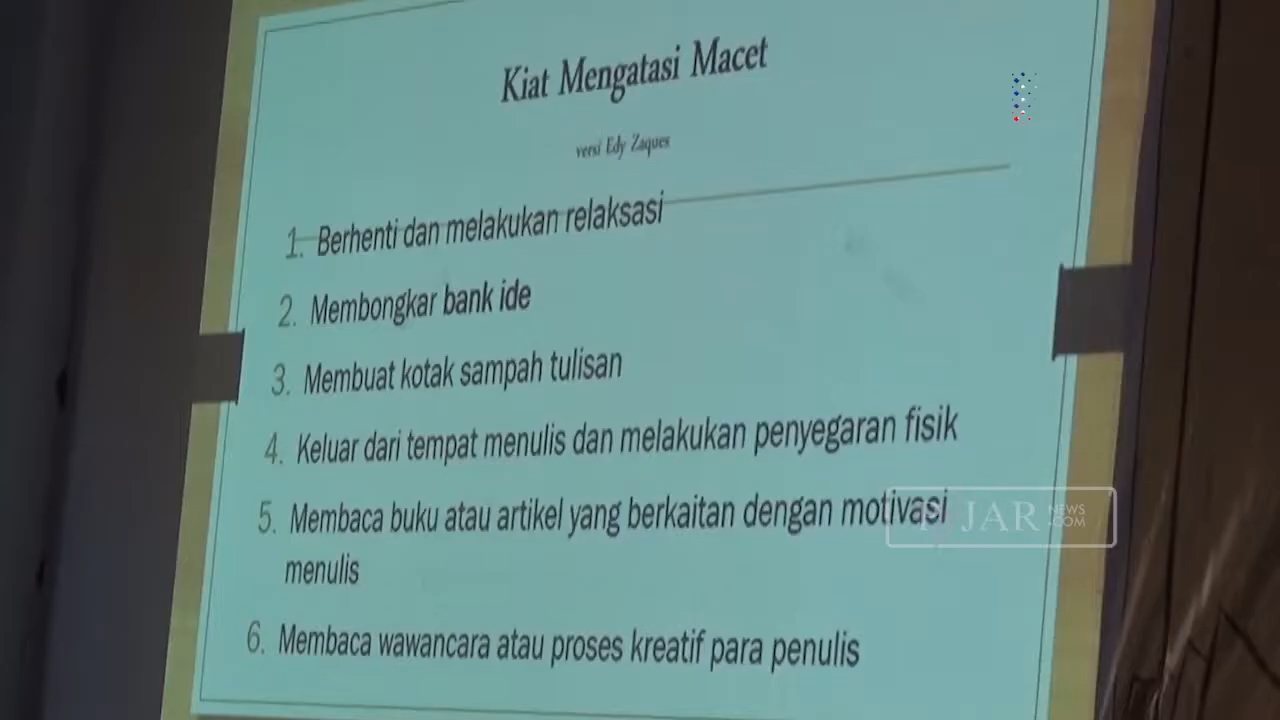 Kiat Mengatasi Macet
versi Edy Zaques
1. Berhenti dan melakukan relaksasi
2. Membongkar bank ide
3. Membuat kotak sampah tulisan
4. Keluar dari tempat menulis dan melakukan penyegaran fisik
5. Membaca buku atau artikel yang berkaitan dengan motivasi
menulis
6. Membaca wawancara atau proses kreatif para penulis
JAR NEWS
.COM